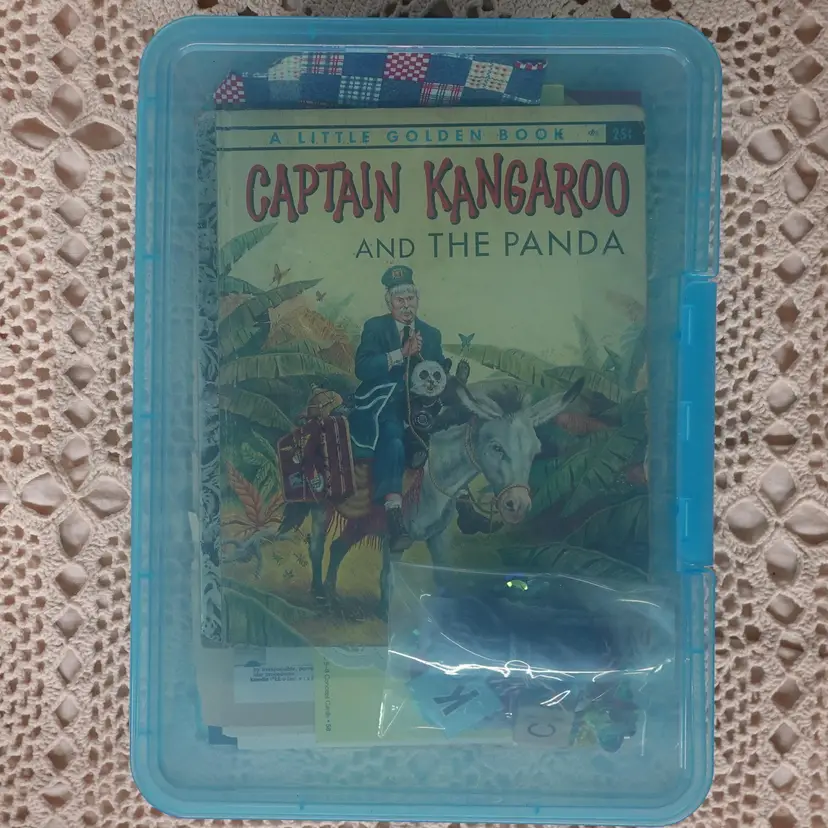 A LITTLE GOLDEN BOOK 25¢
CAPTAIN KANGAROO
AND THE PANDA
K
C